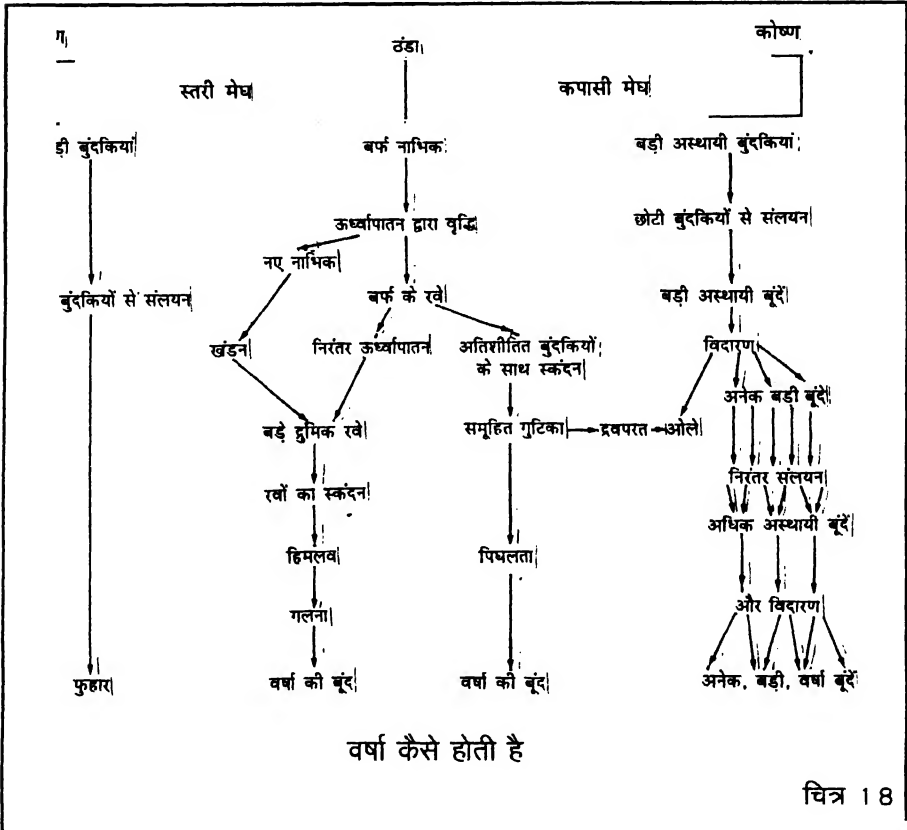 ठंडा
कोष्ण
स्तरी मेघ
कपासी मेघ
ड़ी बुंदकियां
बर्फ नाभिक
बड़ी अस्थायी बुंदकियां
ऊर्ध्वापातन द्वारा वृद्धि
छोटी बुंदकियों से संलयन
नए नाभिक
बुंदकियों से संलयन
बर्फ के रवे
बड़ी अस्थायी बूंदें
खंडन
निरंतर ऊर्ध्वापातन
अतिशीतित बुंदकियों
के साथ स्कंदन
विदारण
अनेक बडी बूंदें
बड़े द्रुमिक रवे
समूहित गुटिका
द्रवपरत
ओले
रवों का स्कंदन
निरंतर संलयन
अधिक अस्थायी बूंदें
हिमलव
पिघलता
गलना
और विदारण
फुहार
वर्षा की बूंद
वर्षा की बूंद
अनेक, बड़ी, वर्षा बूंदें
वर्षा कैसे होती है
चित्र 18